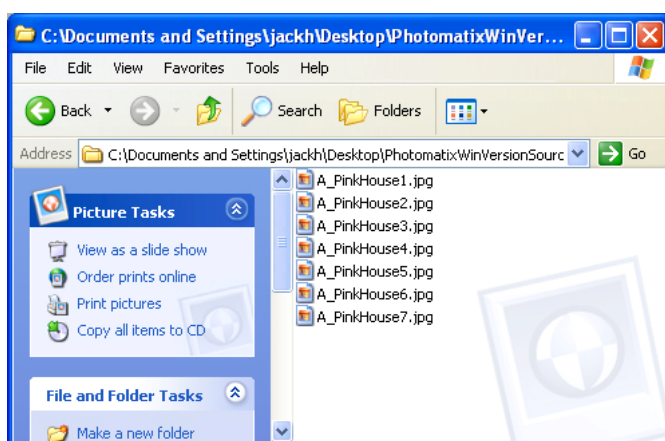 C:\Documents and Settings\jackh\Desktop\PhotomatixWinVer...
File Edit View Favorites Tools Help
Back Search Folders
Address C:\Documents and Settings\jackh\Desktop\PhotomatixWinVersionSourc Go
Picture Tasks
View as a slide show
Order prints online
Print pictures
Copy all items to CD
File and Folder Tasks
Make a new folder
A_PinkHouse1.jpg
A_PinkHouse2.jpg
A_PinkHouse3.jpg
A_PinkHouse4.jpg
A_PinkHouse5.jpg
A_PinkHouse6.jpg
A_PinkHouse7.jpg